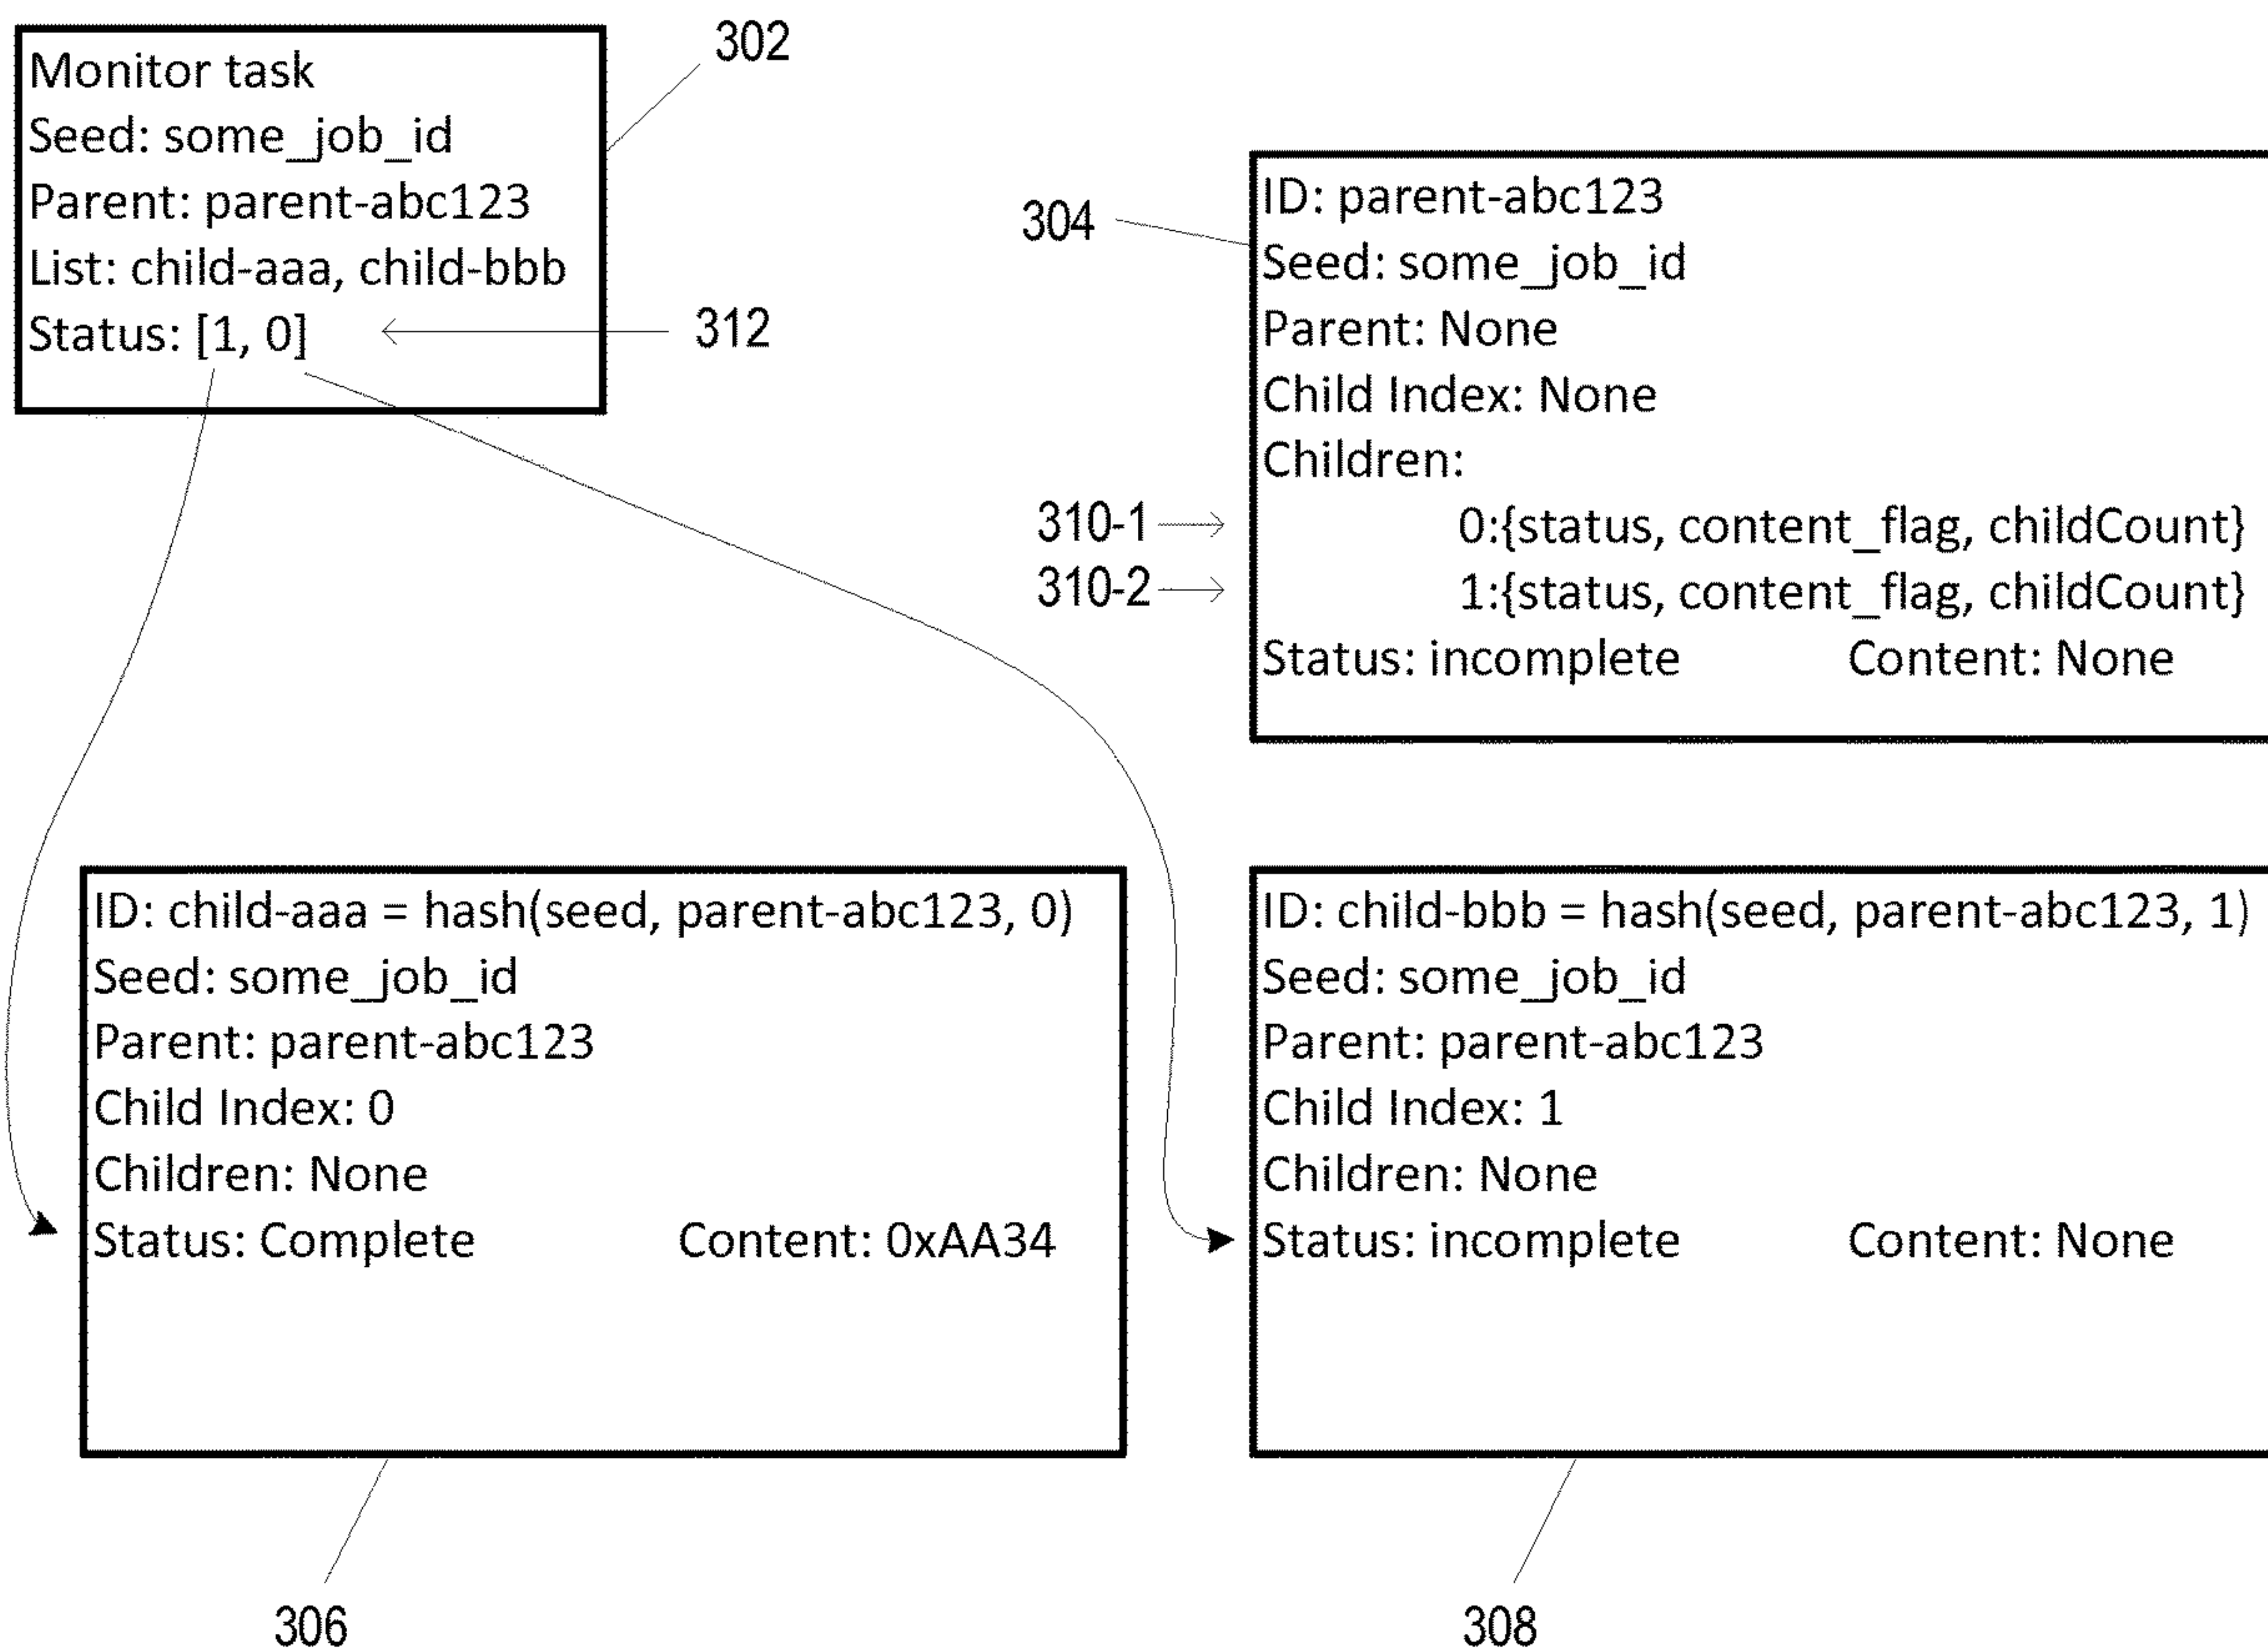 Monitor task
Seed: some_job_id
Parent: parent-abc123
List: child-aaa, child-bbb
Status: [1, 0]
302
312
304
ID: parent-abc123
Seed: some_job_id
Parent: None
Child Index: None
Children:
310-1
0:{status, content_flag, childCount}
310-2
1:{status, content_flag, childCount}
Status: incomplete Content: None
ID: child-aaa = hash(seed, parent-abc123, 0)
Seed: some_job_id
Parent: parent-abc123
Child Index: 0
Children: None
Status: Complete Content: 0xAA34
306
ID: child-bbb = hash(seed, parent-abc123, 1)
Seed: some_job_id
Parent: parent-abc123
Child Index: 1
Children: None
Status: incomplete Content: None
308